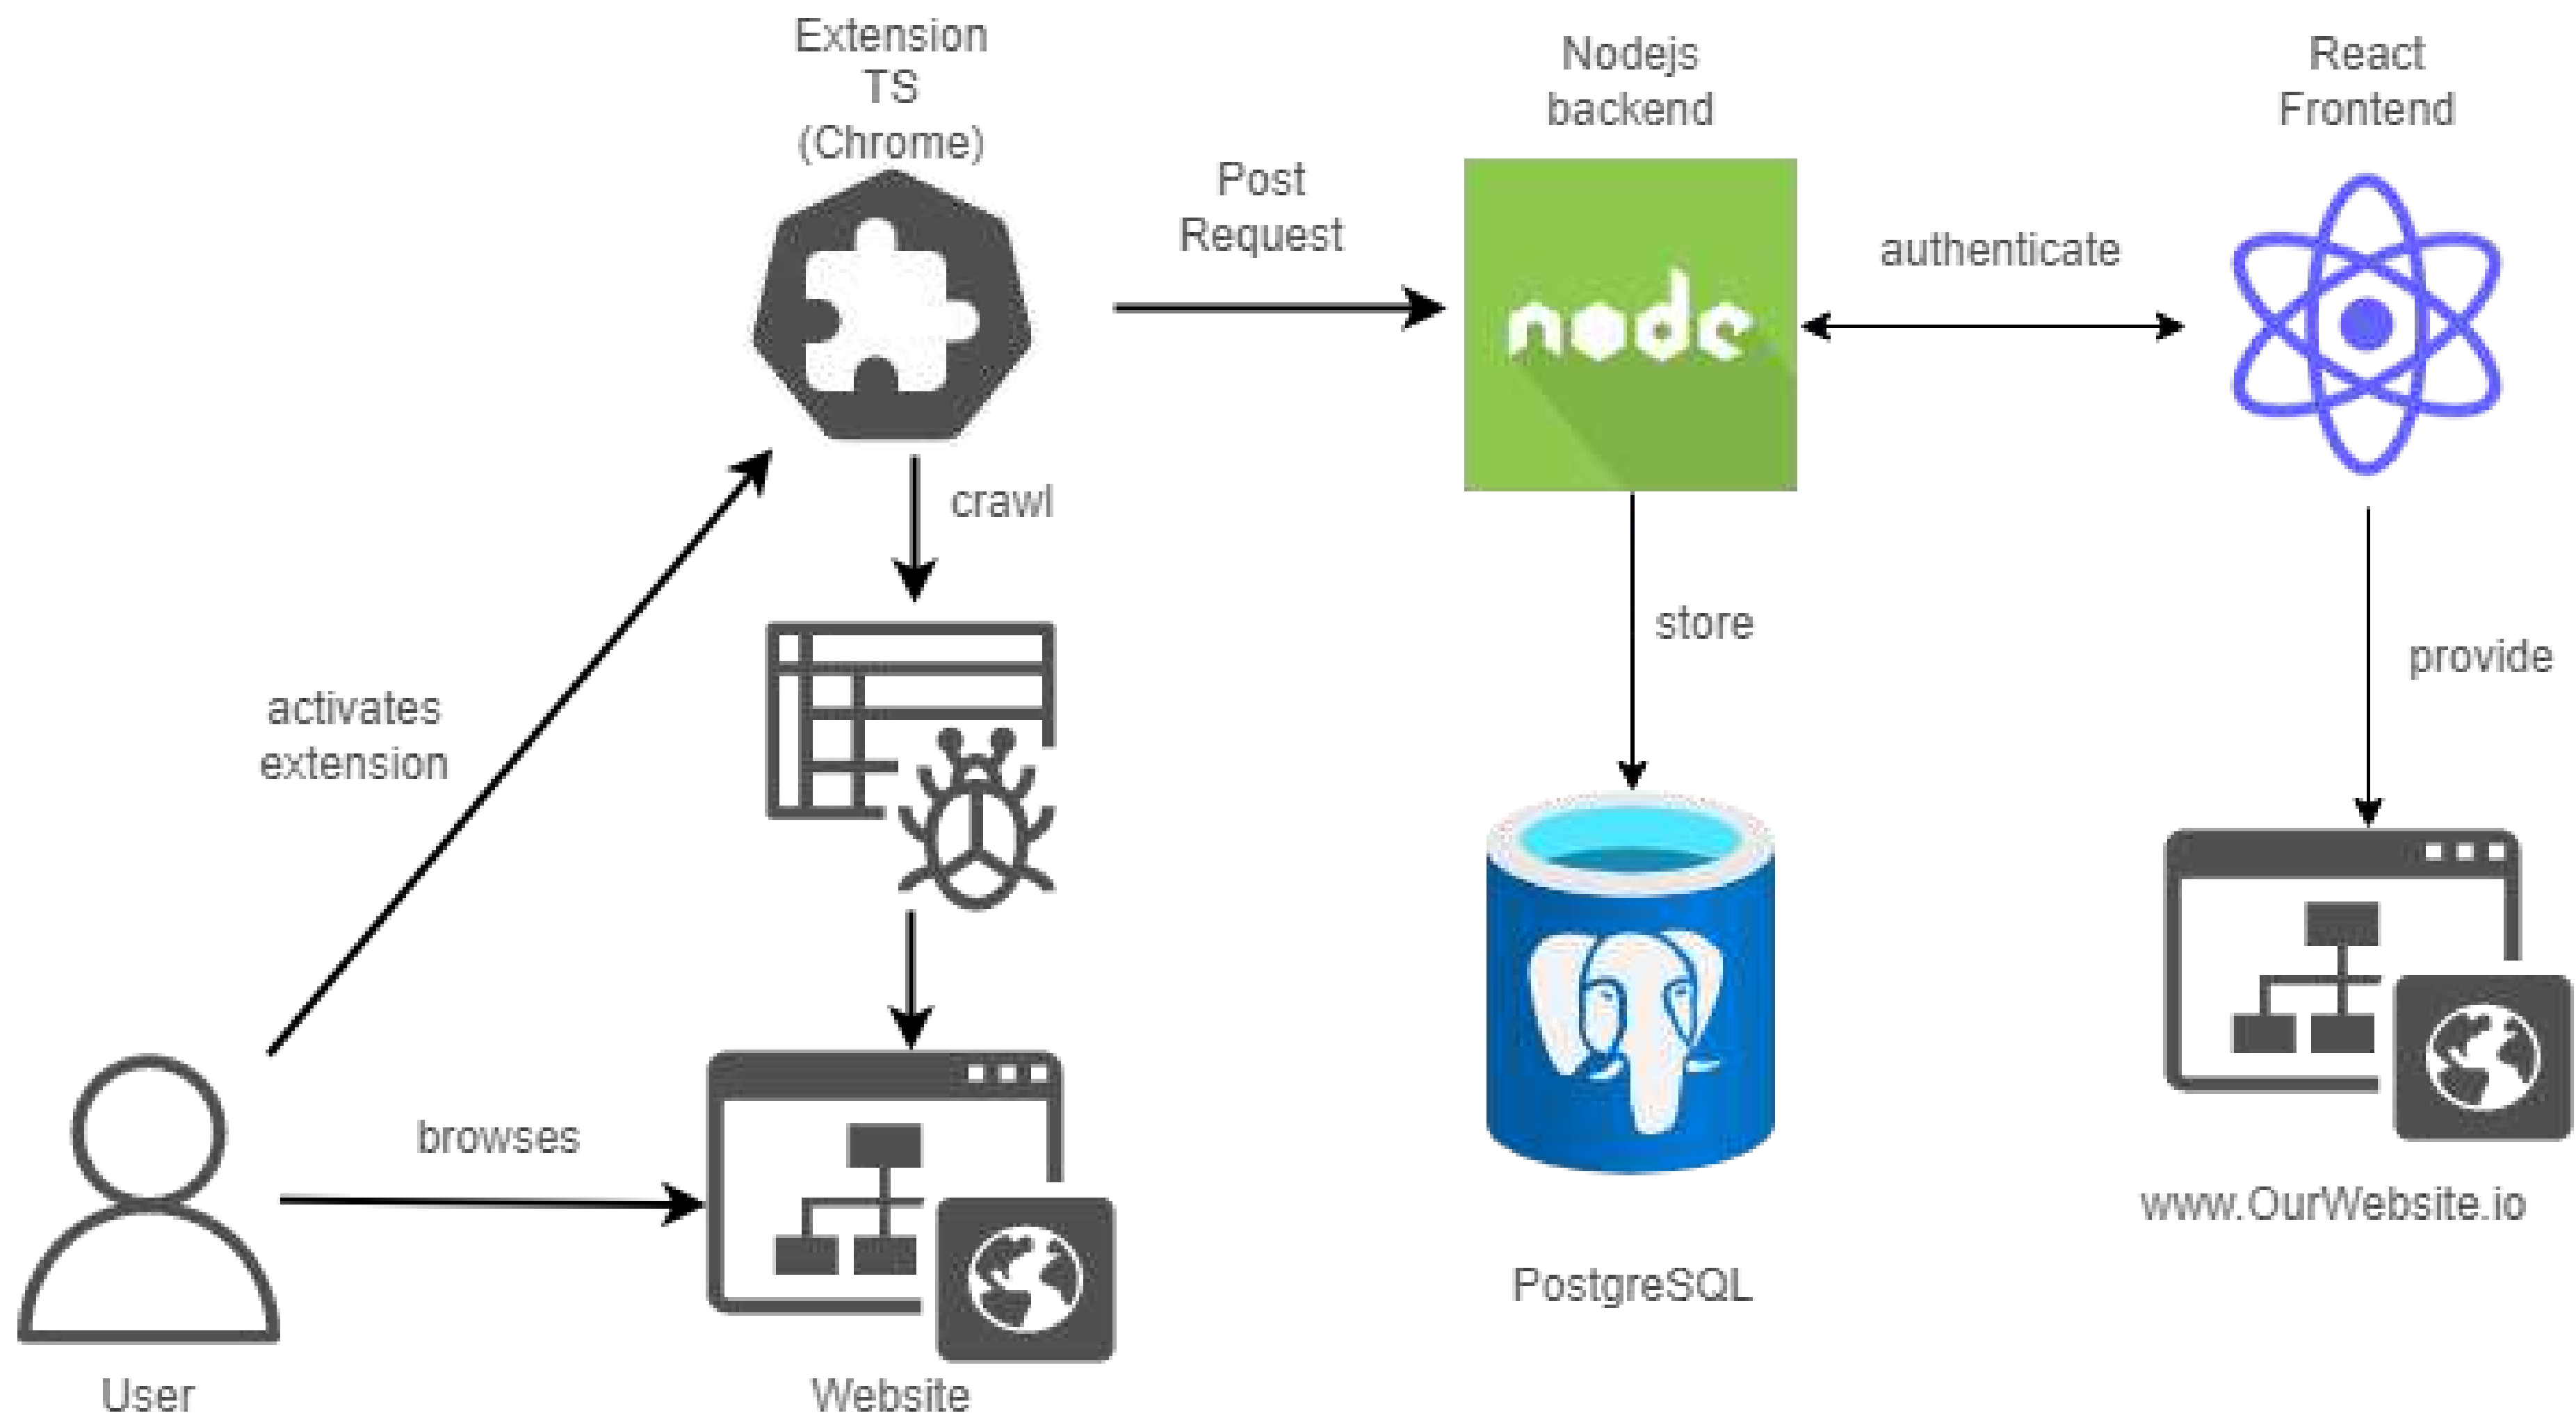 Extension
TS
(Chrome)
Nodejs
backend
React
Frontend
Post
Request
node
authenticate
crawl
store
provide
activates
extension
browses
www.OurWebsite.io
PostgreSQL
User
Website